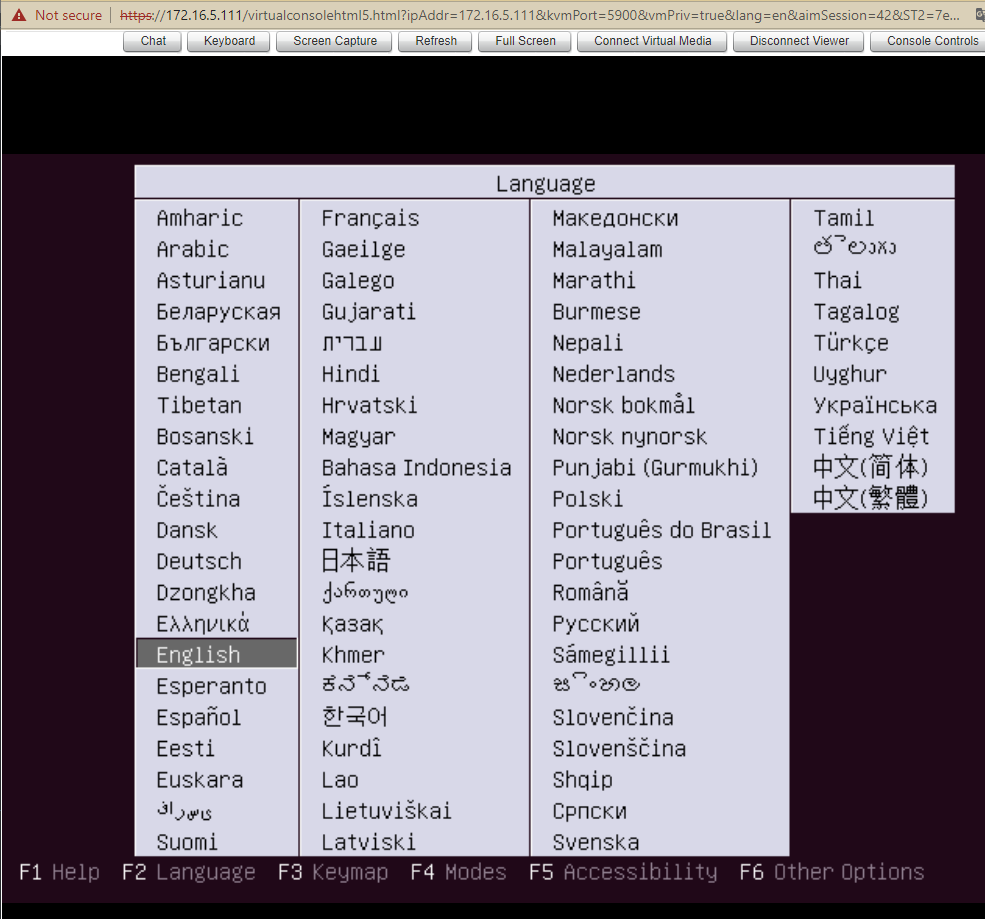 Not secure
https://172.16.5.111/virtualconsolehtml5.html?ipAddr=172.16.5.111&kvmPort=5900&vmPriv=true&lang=en&aimSession=42&ST2=7e...
Chat
Keyboard
Screen Capture
Refresh
Full Screen
Connect Virtual Media
Disconnect Viewer
Console Controls
Language
Amharic
Arabic
Asturianu
Беларуская
Български
Bengali
Tibetan
Bosanski
Català
Čeština
Dansk
Deutsch
Dzongkha
Ελληνικά
English
Esperanto
Español
Eesti
Euskara
ﻰﺳرﺎﻓ
Suomi
Français
Gaeilge
Galego
Gujarati
עברית
Hindi
Hrvatski
Magyar
Bahasa Indonesia
Íslenska
Italiano
日本語
ქართული
Қазақ
Khmer
ಕನ್ನಡ
한국어
Kurdî
Lao
Lietuviškai
Latviski
Македонски
Malayalam
Marathi
Burmese
Nepali
Nederlands
Norsk bokmål
Norsk nynorsk
Punjabi (Gurmukhi)
Polski
Português do Brasil
Português
Română
Русский
Sámegillii
සිංහල
Slovenčina
Slovenščina
Shqip
Српски
Svenska
Tamil
తెలుగు
Thai
Tagalog
Türkçe
Uyghur
Українська
Tiếng Việt
中文(简体)
中文(繁體)
F1 Help F2 Language F3 Keymap F4 Modes F5 Accessibility F6 Other Options